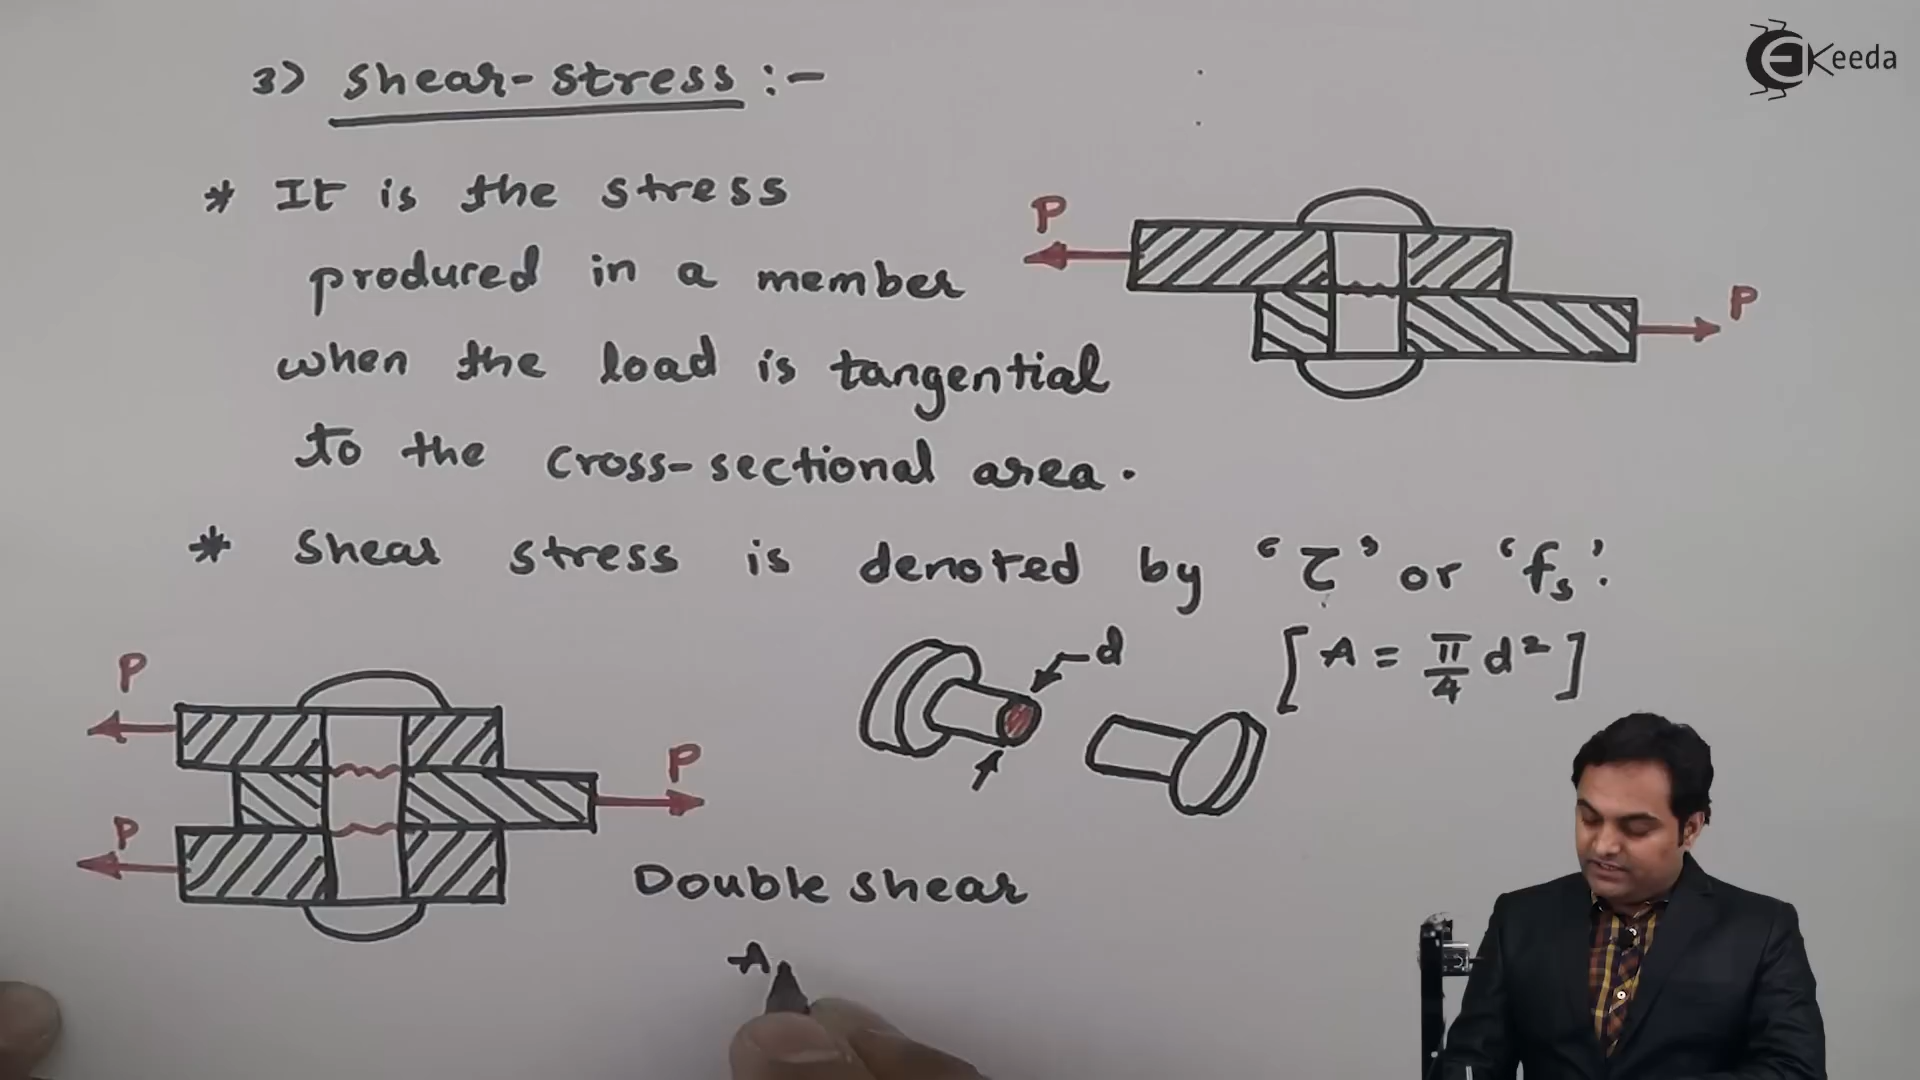 3) Shear-stress :-
* It is the stress
produced in a member
when the load is tangential
to the cross-sectional area.
* Shear stress is denoted by 'τ' or 'fs'.
P
P
d
[A = π/4 d²]
P
P
P
Double shear
A
Keeda